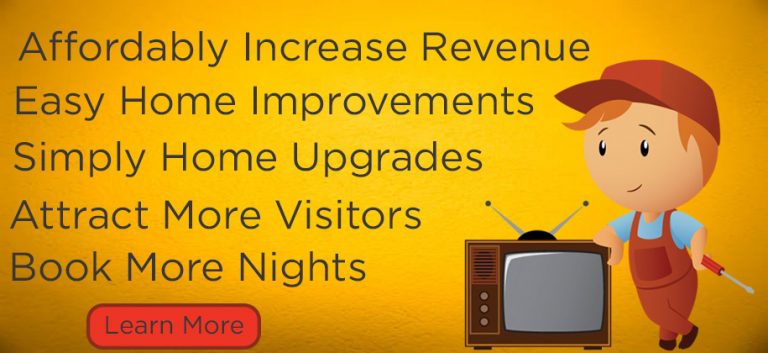 Affordably Increase Revenue
Easy Home Improvements
Simply Home Upgrades
Attract More Visitors
Book More Nights
Learn More